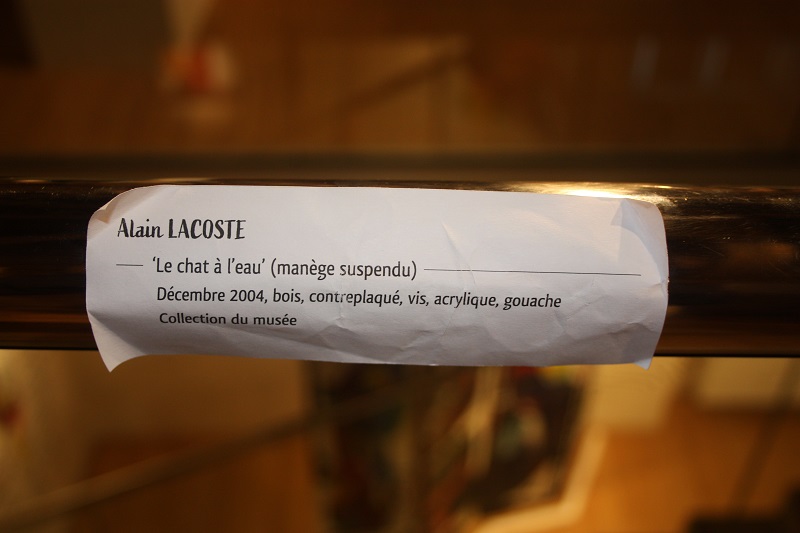 Alain LACOSTE
‘Le chat à l’eau’ (manège suspendu)
Décembre 2004, bois, contreplaqué, vis, acrylique, gouache
Collection du musée